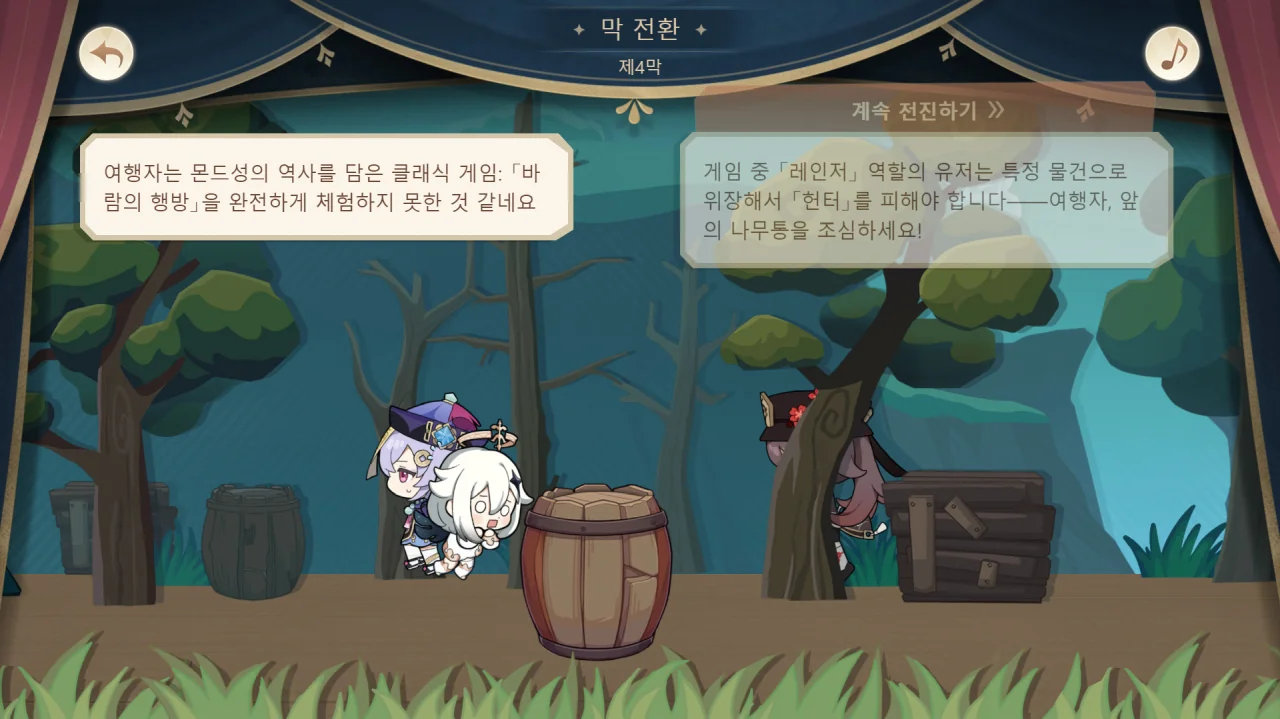 막 전환
제4막
여행자는 몬드성의 역사를 담은 클래식 게임: 「바
람의 행방」을 완전하게 체험하지 못한 것 같네요
계속 전진하기 »
게임 중 「레인저」 역할의 유저는 특정 물건으로
위장해서 「헌터」를 피해야 합니다——여행자, 앞
의 나무통을 조심하세요!